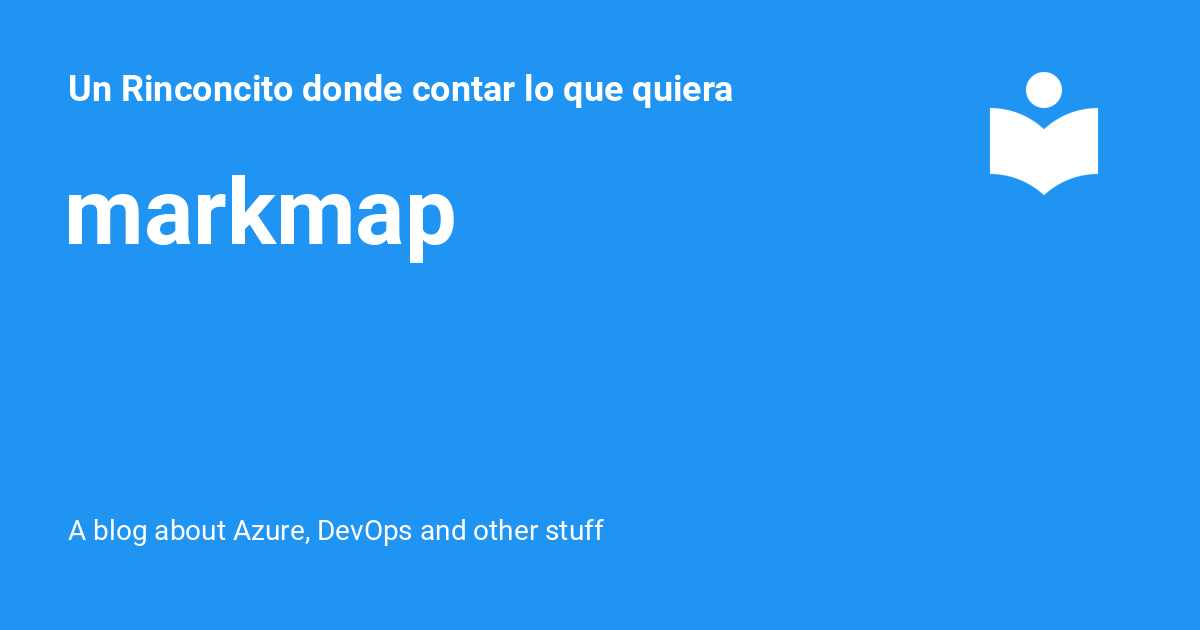 Un Rinconcito donde contar lo que quiera
markmap
A blog about Azure, DevOps and other stuff